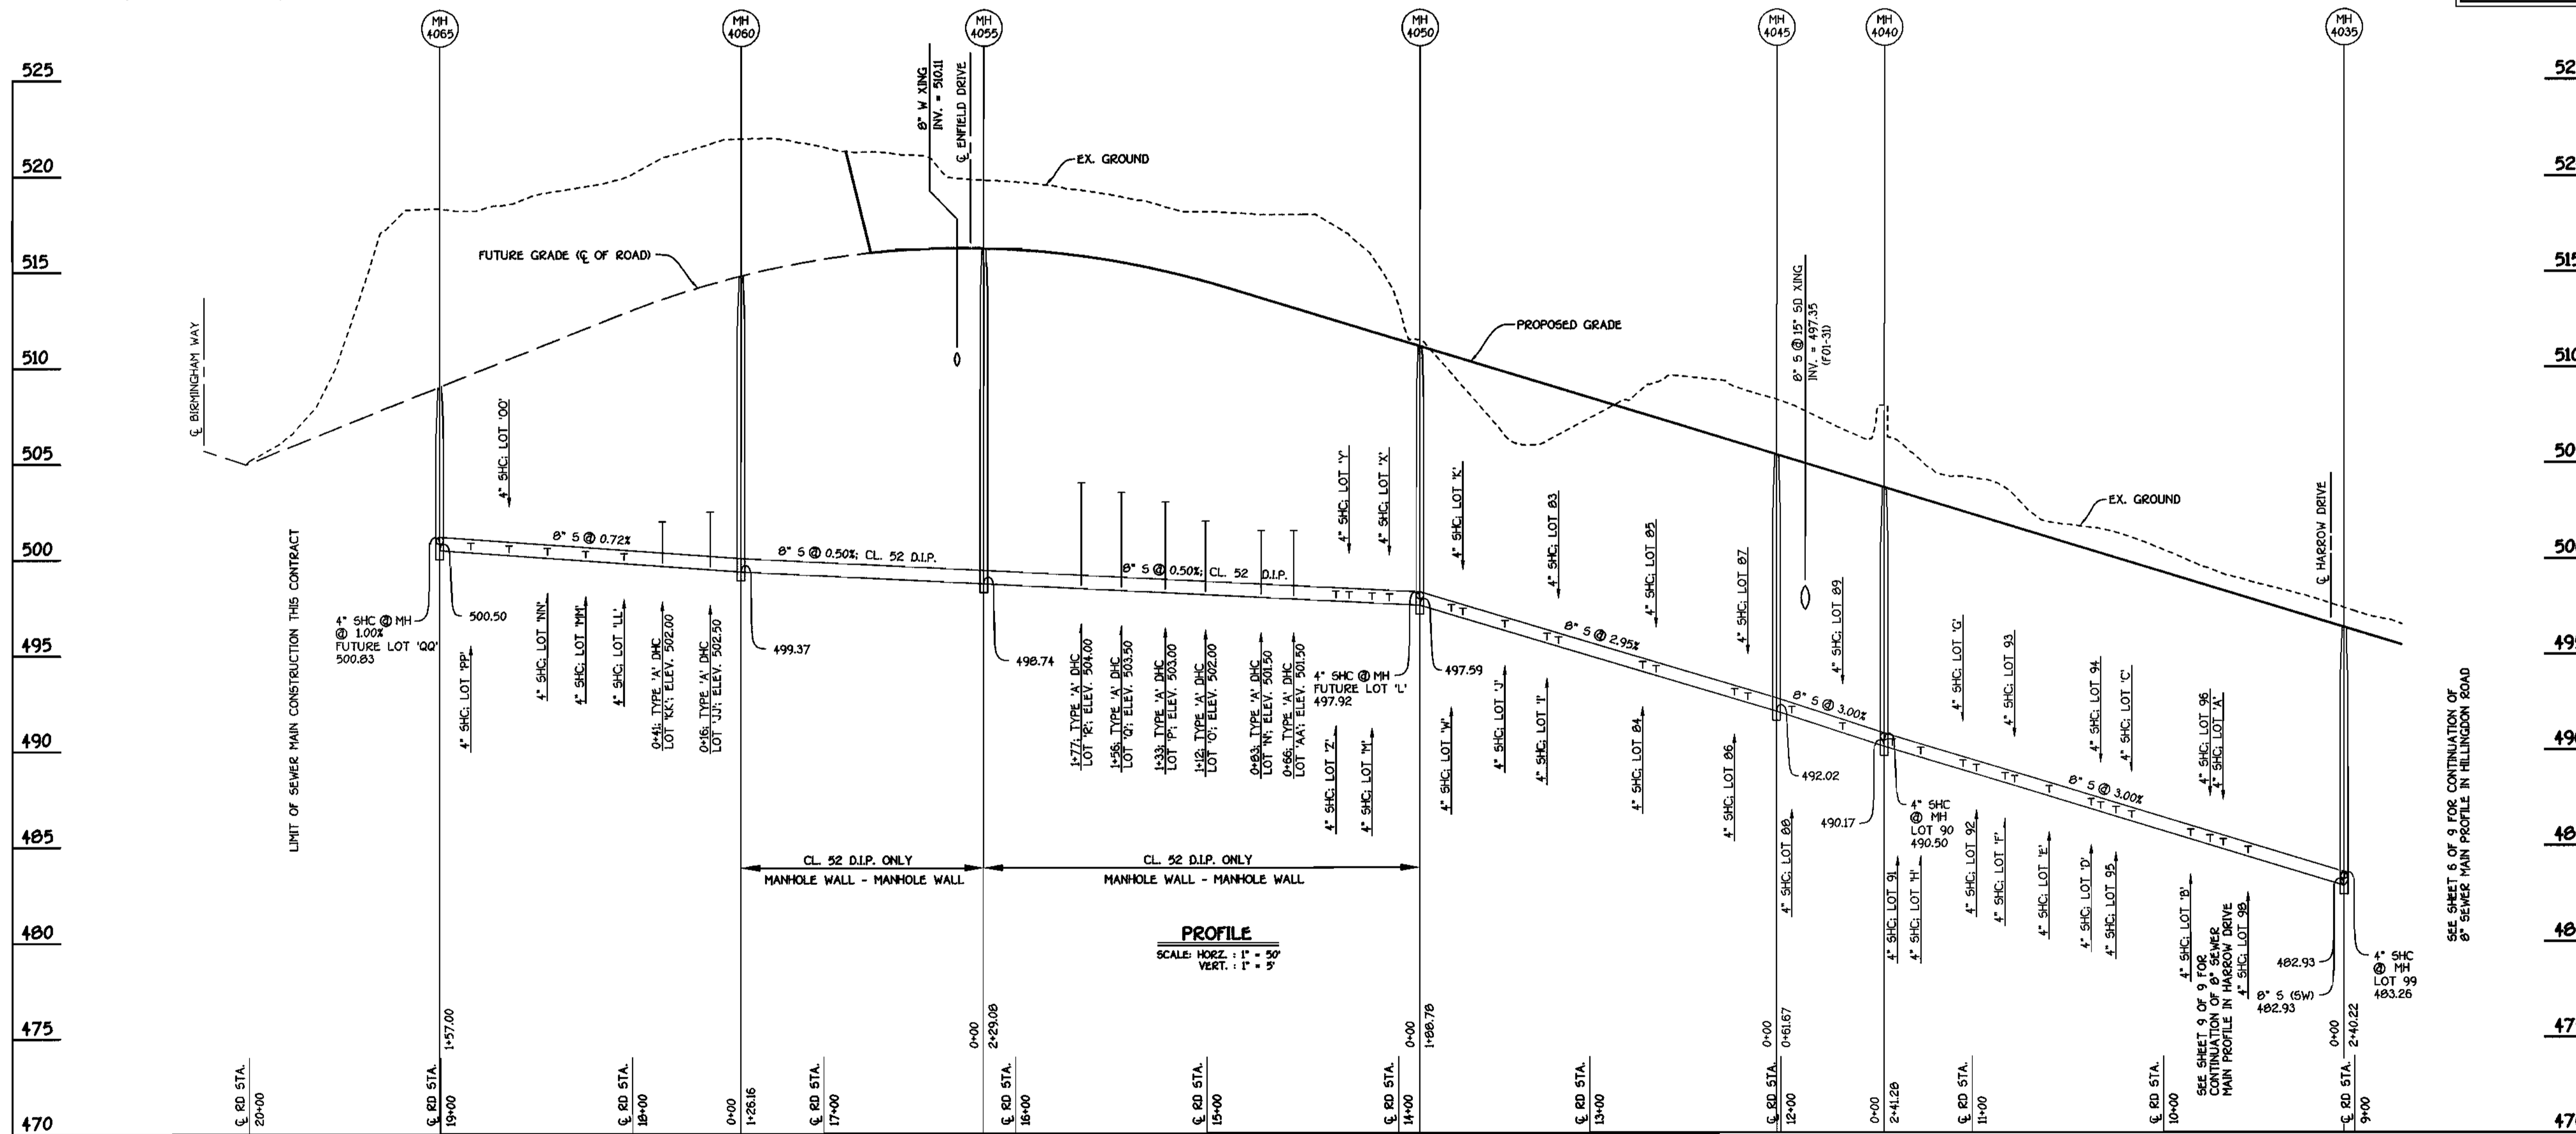 MH
4065
MH
4060
MH
4055
MH
4050
MH
4045
MH
4040
MH
4035
525
520
515
510
505
500
495
490
485
480
475
470
℄ BIRMINGHAM WAY
LIMIT OF SEWER MAIN CONSTRUCTION THIS CONTRACT
FUTURE GRADE (℄ OF ROAD)
8" W XING
INV. = 510.11
℄ ENFIELD DRIVE
EX. GROUND
PROPOSED GRADE
8" S @ 15" SD XING
INV. = 497.35
(F01-31)
EX. GROUND
℄ HARROW DRIVE
4" SHC; LOT 'OO'
8" S @ 0.72%
8" S @ 0.50%; CL. 52 D.I.P.
8" S @ 0.50%; CL. 52 D.I.P.
8" S @ 2.95%
8" S @ 3.00%
8" S @ 3.00%
4" SHC @ MH
@ 1.00%
FUTURE LOT 'QQ'
500.83
500.50
4" SHC; LOT 'PP'
4" SHC; LOT 'NN'
4" SHC; LOT 'MM'
4" SHC; LOT 'LL'
0+41; TYPE 'A' DHC
LOT 'KK'; ELEV. 502.00
0+16; TYPE 'A' DHC
LOT 'JJ'; ELEV. 502.50
499.37
498.74
1+77; TYPE 'A' DHC
LOT 'R'; ELEV. 504.00
1+56; TYPE 'A' DHC
LOT 'Q'; ELEV. 503.50
1+33; TYPE 'A' DHC
LOT 'P'; ELEV. 503.00
1+12; TYPE 'A' DHC
LOT 'O'; ELEV. 502.00
0+83; TYPE 'A' DHC
LOT 'N'; ELEV. 501.50
0+66; TYPE 'A' DHC
LOT 'AA'; ELEV. 501.50
4" SHC; LOT 'Y'
4" SHC; LOT 'X'
4" SHC; LOT 'Z'
4" SHC; LOT 'M'
4" SHC @ MH
FUTURE LOT 'L'
497.92
497.59
4" SHC; LOT 'K'
4" SHC; LOT 'W'
4" SHC; LOT 'J'
4" SHC; LOT 'I'
4" SHC; LOT 83
4" SHC; LOT 84
4" SHC; LOT 85
4" SHC; LOT 86
4" SHC; LOT 87
4" SHC; LOT 88
492.02
4" SHC; LOT 89
490.17
4" SHC
@ MH
LOT 90
490.50
4" SHC; LOT 91
4" SHC; LOT 'H'
4" SHC; LOT 'G'
4" SHC; LOT 92
4" SHC; LOT 'F'
4" SHC; LOT 93
4" SHC; LOT 'E'
4" SHC; LOT 'D'
4" SHC; LOT 94
4" SHC; LOT 95
4" SHC; LOT 'C'
4" SHC; LOT 'B'
4" SHC; LOT 96
4" SHC; LOT 'A'
4" SHC; LOT 98
482.93
8" S (SW)
482.93
4" SHC
@ MH
LOT 99
483.26
CL. 52 D.I.P. ONLY
MANHOLE WALL - MANHOLE WALL
CL. 52 D.I.P. ONLY
MANHOLE WALL - MANHOLE WALL
PROFILE
SCALE: HORZ. : 1" = 50'
VERT. : 1" = 5'
SEE SHEET 9 OF 9 FOR
CONTINUATION OF 8" SEWER
MAIN PROFILE IN HARROW DRIVE
SEE SHEET 6 OF 9 FOR CONTINUATION OF
8" SEWER MAIN PROFILE IN HILLINGDON ROAD
1+57.00
0+00
1+26.16
0+00
2+29.08
0+00
1+88.78
0+00
0+61.67
0+00
2+41.28
0+00
2+40.22
℄ RD STA.
20+00
℄ RD STA.
19+00
℄ RD STA.
18+00
℄ RD STA.
17+00
℄ RD STA.
16+00
℄ RD STA.
15+00
℄ RD STA.
14+00
℄ RD STA.
13+00
℄ RD STA.
12+00
℄ RD STA.
11+00
℄ RD STA.
10+00
℄ RD STA.
9+00